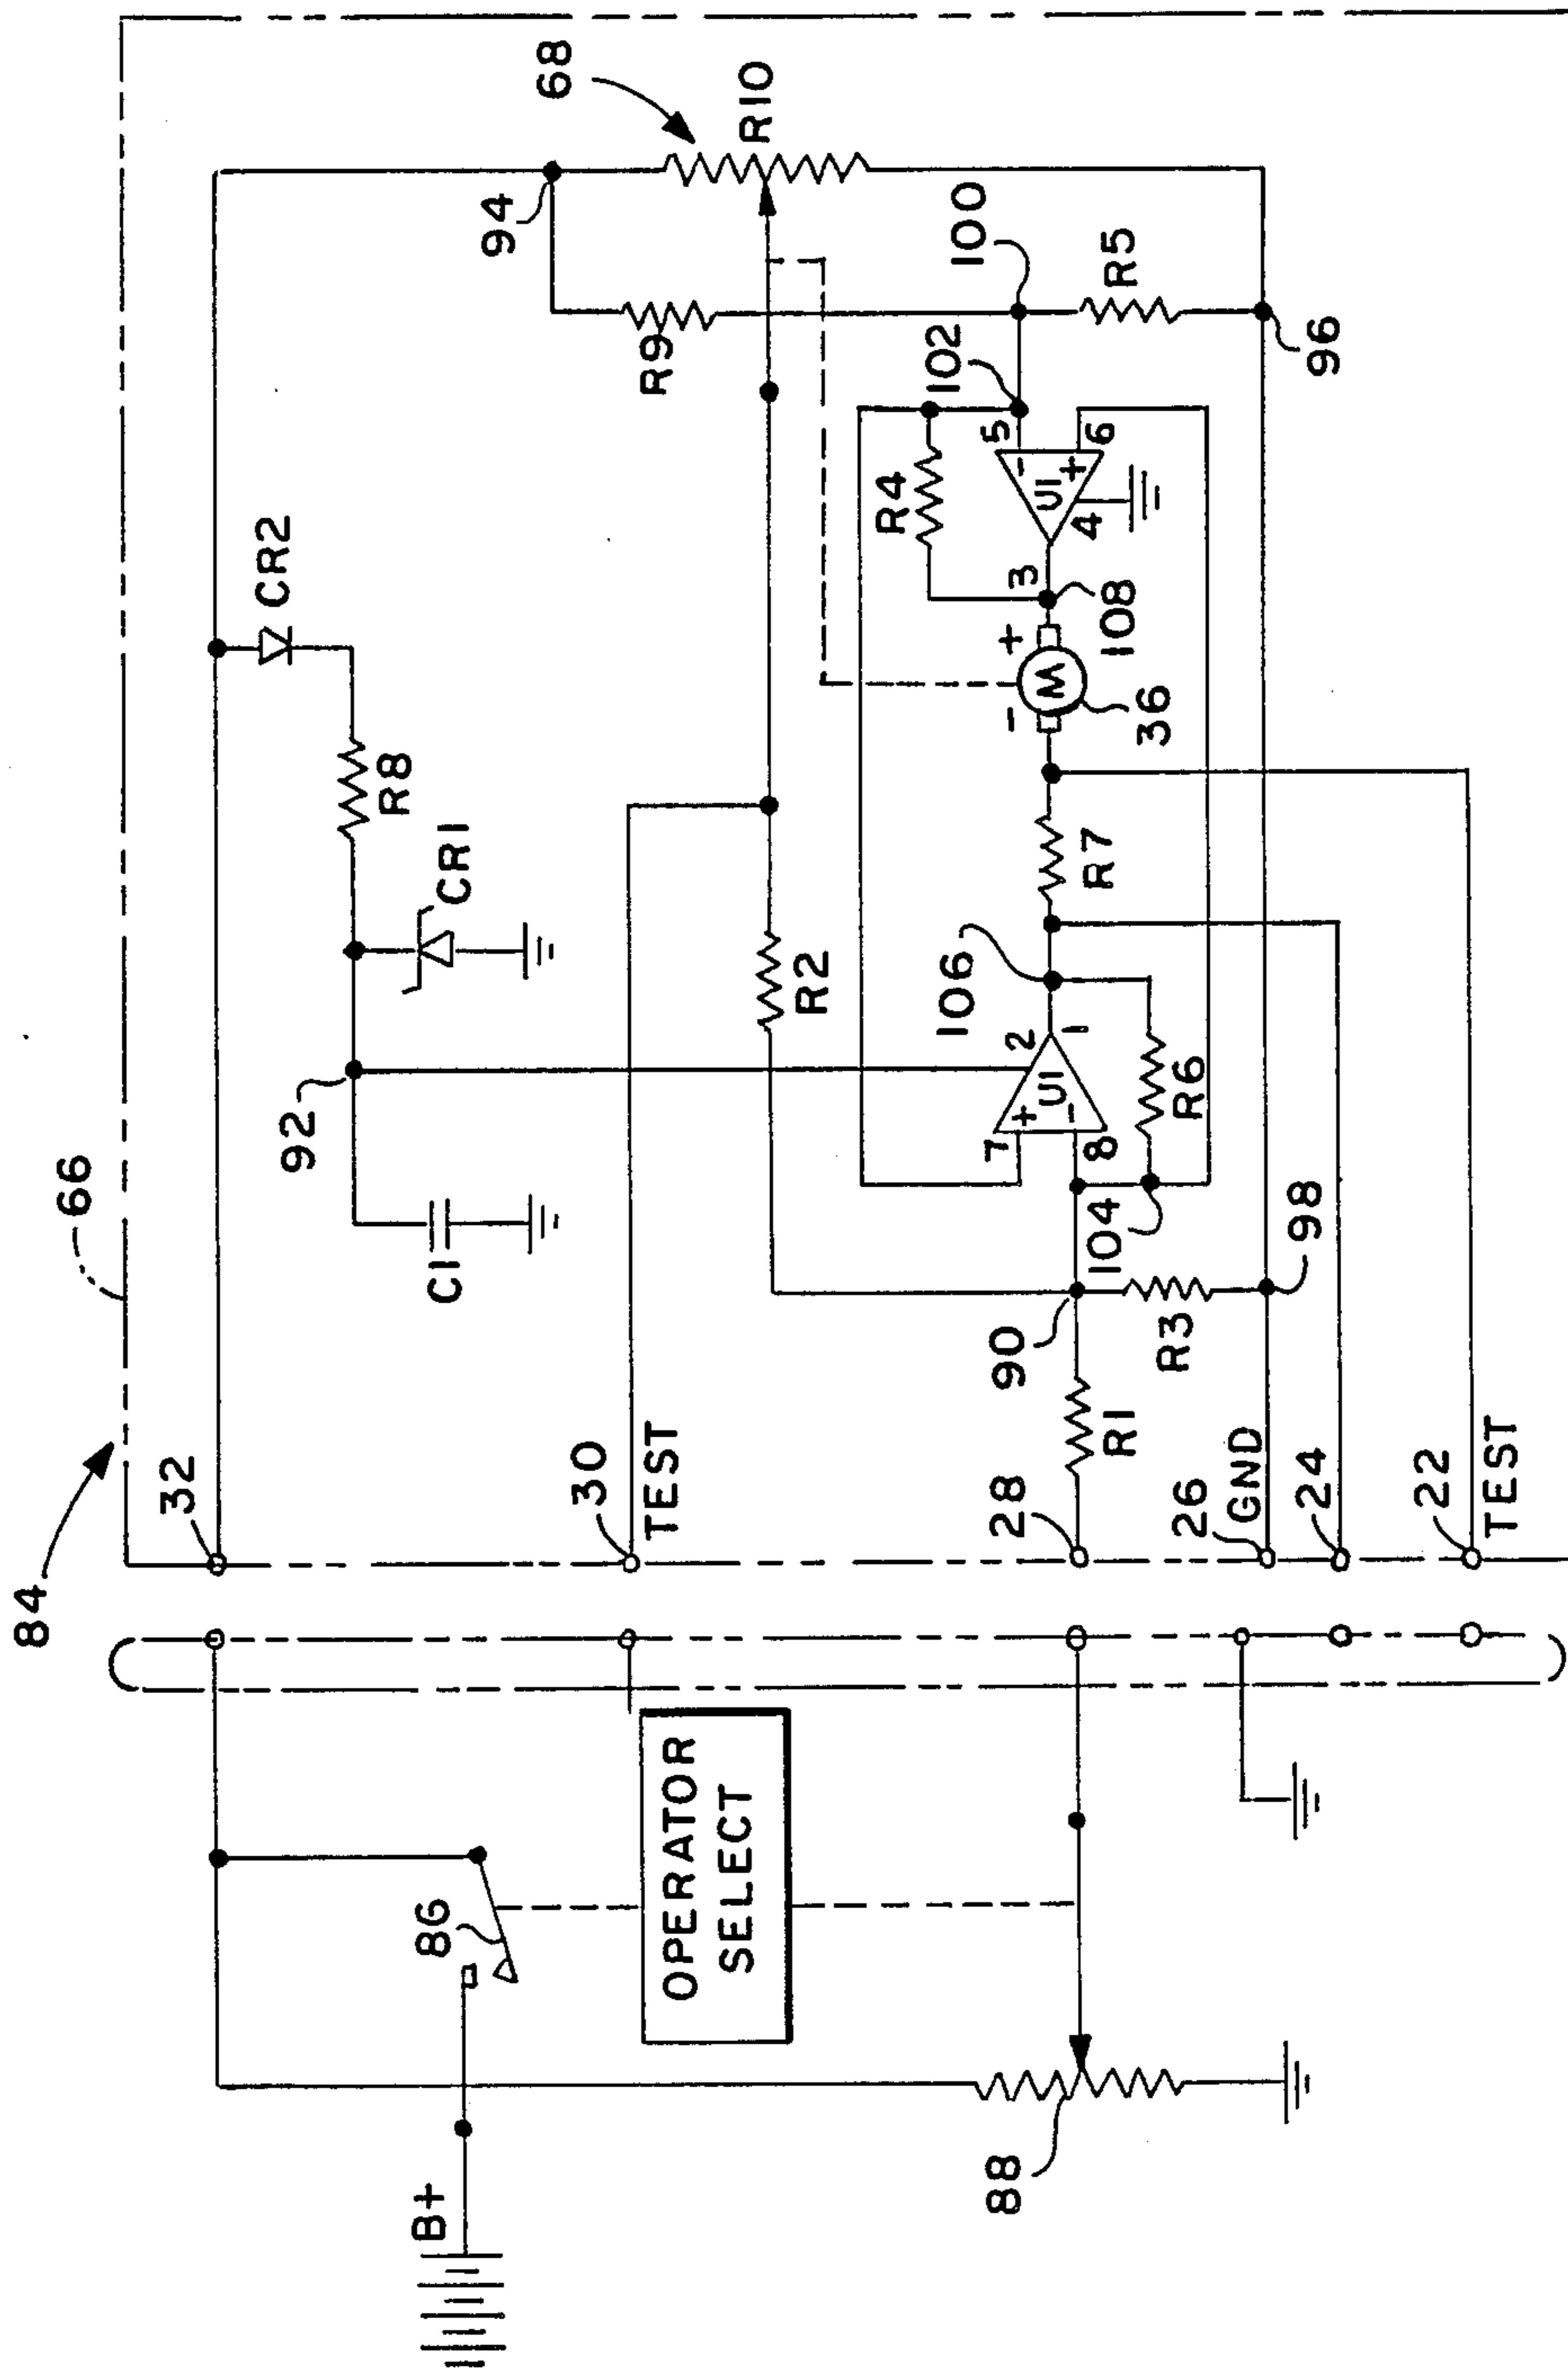 84
66
32
92
CR2
B+
86
C1
R8
CR1
94
68
30
OPERATOR
SELECT
TEST
R9
R10
R2
R4
106
102
100
88
28
90
7
+
2
-
+
3
-
5
U1
M
U1
-
1
4
+
6
8
R1
104
R7
108
R5
36
R3
R6
26
GND
98
96
24
22
TEST